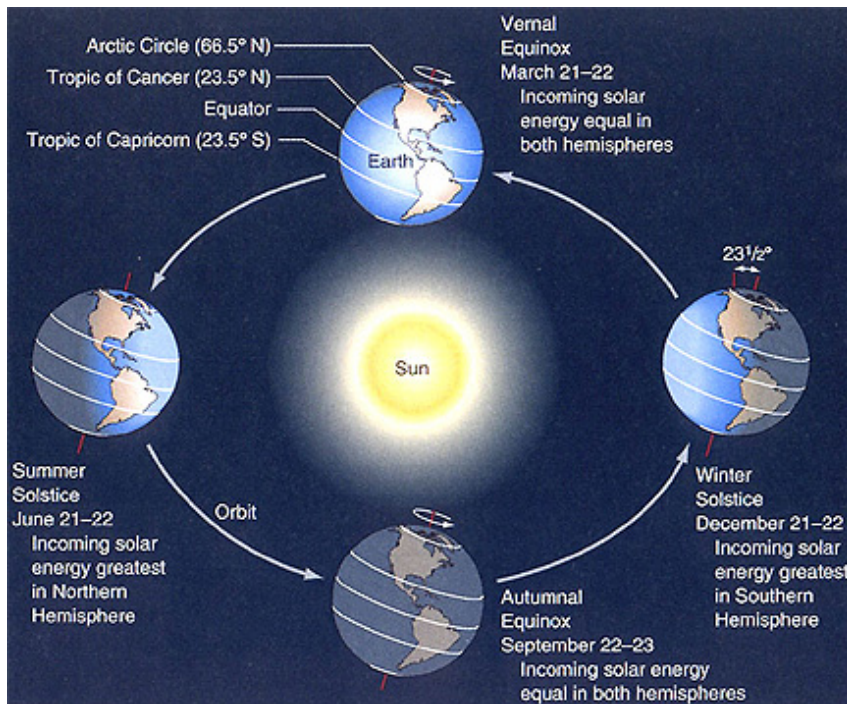 Arctic Circle (66.5° N)
Tropic of Cancer (23.5° N)
Equator
Tropic of Capricorn (23.5° S)
Earth
Vernal
Equinox
March 21–22
Incoming solar
energy equal in
both hemispheres
23 1/2°
Sun
Summer
Solstice
June 21–22
Incoming solar
energy greatest
in Northern
Hemisphere
Orbit
Winter
Solstice
December 21–22
Incoming solar
energy greatest
in Southern
Hemisphere
Autumnal
Equinox
September 22–23
Incoming solar energy
equal in both hemispheres